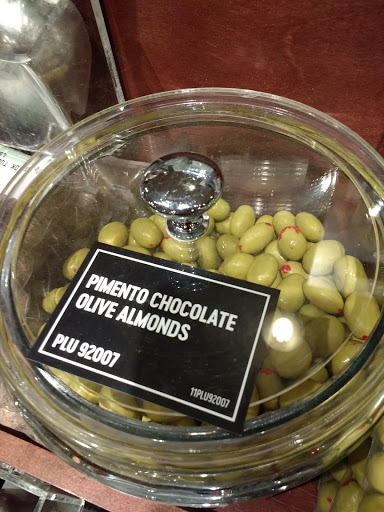 PIMENTO CHOCOLATE
OLIVE ALMONDS
PLU 92007
11PLU92007